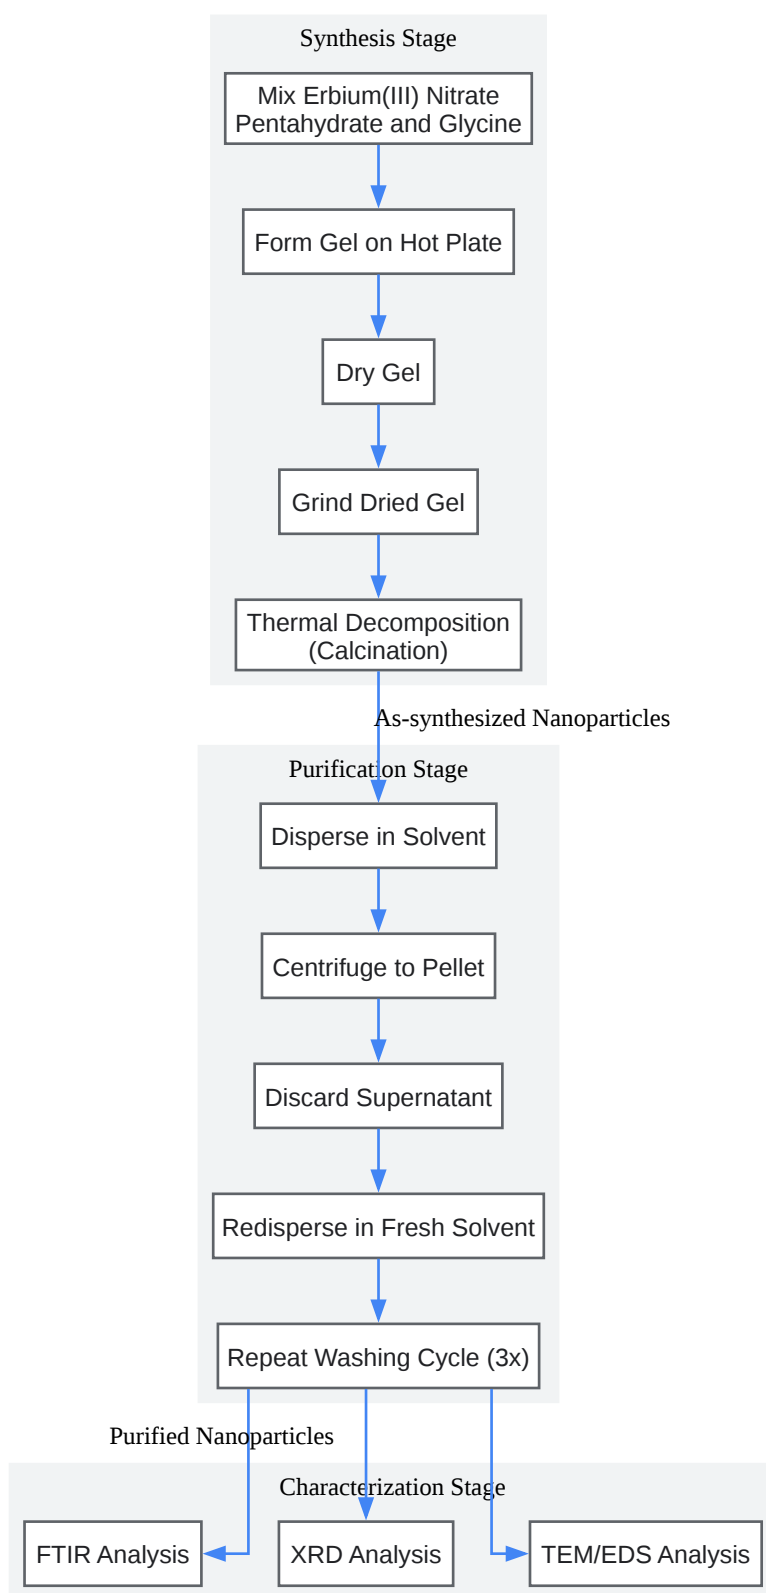 Synthesis Stage
Mix Erbium(III) Nitrate
Pentahydrate and Glycine
Form Gel on Hot Plate
Dry Gel
Grind Dried Gel
Thermal Decomposition
(Calcination)
As-synthesized Nanoparticles
Purification Stage
Disperse in Solvent
Centrifuge to Pellet
Discard Supernatant
Redisperse in Fresh Solvent
Repeat Washing Cycle (3x)
Purified Nanoparticles
Characterization Stage
FTIR Analysis
XRD Analysis
TEM/EDS Analysis